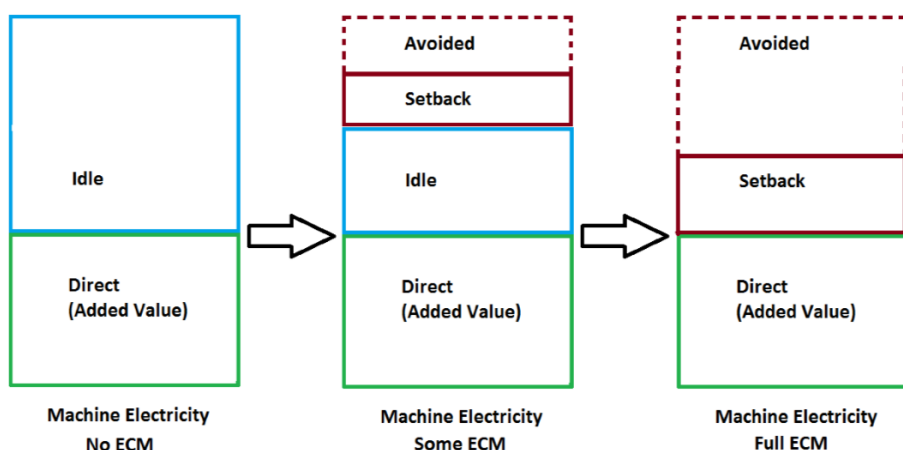 Idle
Direct
(Added Value)
Machine Electricity
No ECM
Avoided
Setback
Idle
Direct
(Added Value)
Machine Electricity
Some ECM
Avoided
Setback
Direct
(Added Value)
Machine Electricity
Full ECM